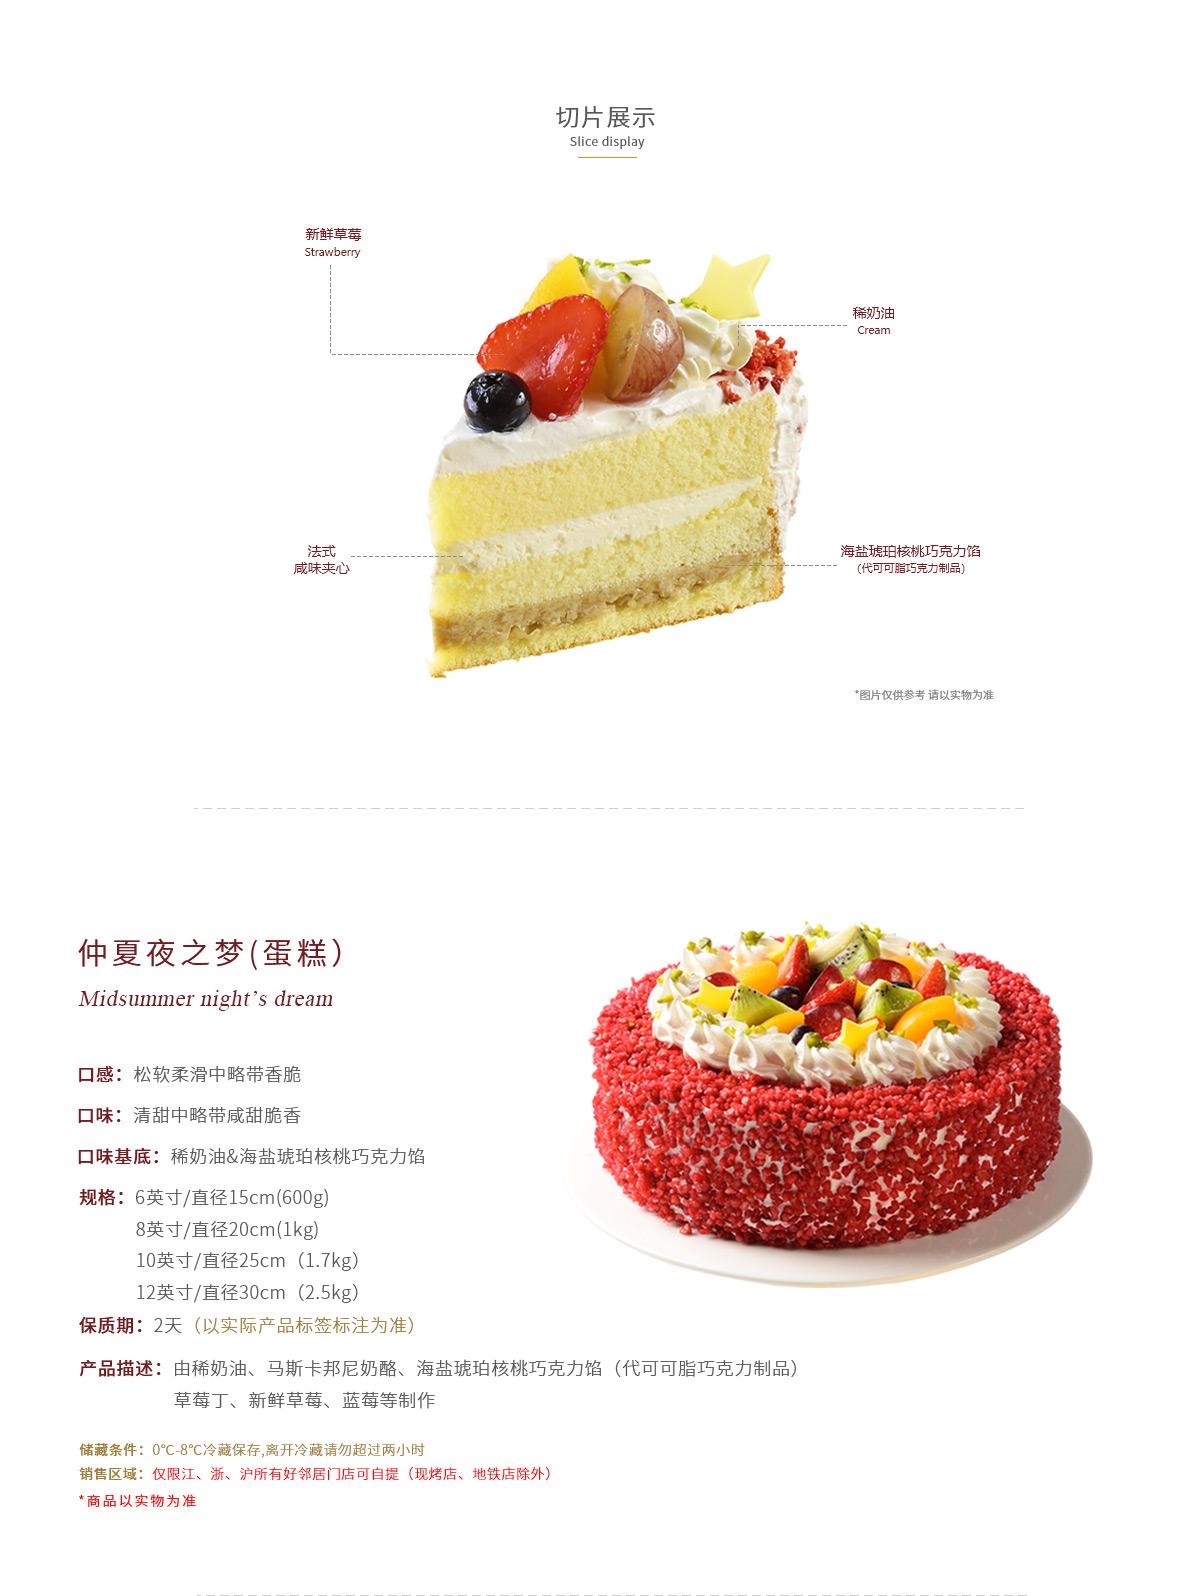 切片展示
Slice display
新鲜草莓
Strawberry
稀奶油
Cream
法式
咸味夹心
海盐琥珀核桃巧克力馅
(代可可脂巧克力制品)
*图片仅供参考 请以实物为准
仲夏夜之梦(蛋糕)
Midsummer night's dream
口感：松软柔滑中略带香脆
口味：清甜中略带咸甜脆香
口味基底：稀奶油&海盐琥珀核桃巧克力馅
规格：6英寸/直径15cm(600g)
8英寸/直径20cm(1kg)
10英寸/直径25cm（1.7kg）
12英寸/直径30cm（2.5kg）
保质期：2天（以实际产品标签标注为准）
产品描述：由稀奶油、马斯卡邦尼奶酪、海盐琥珀核桃巧克力馅（代可可脂巧克力制品）
草莓丁、新鲜草莓、蓝莓等制作
储藏条件：0℃-8℃冷藏保存,离开冷藏请勿超过两小时
销售区域：仅限江、浙、沪所有好邻居门店可自提（现烤店、地铁店除外）
*商品以实物为准